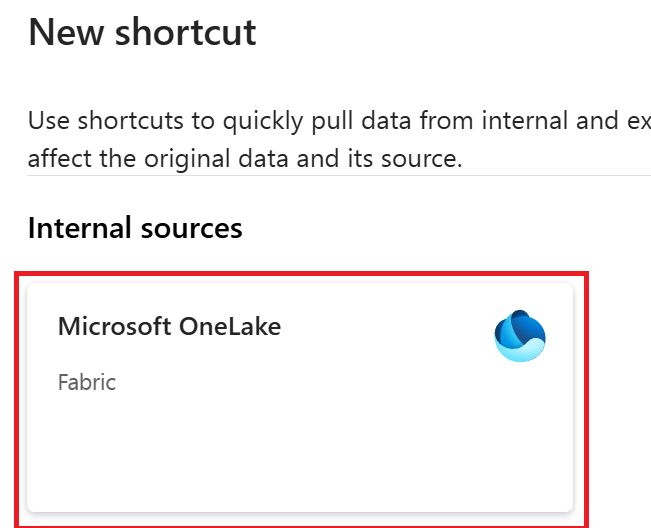 New shortcut
Use shortcuts to quickly pull data from internal and ex
affect the original data and its source.
Internal sources
Microsoft OneLake
Fabric